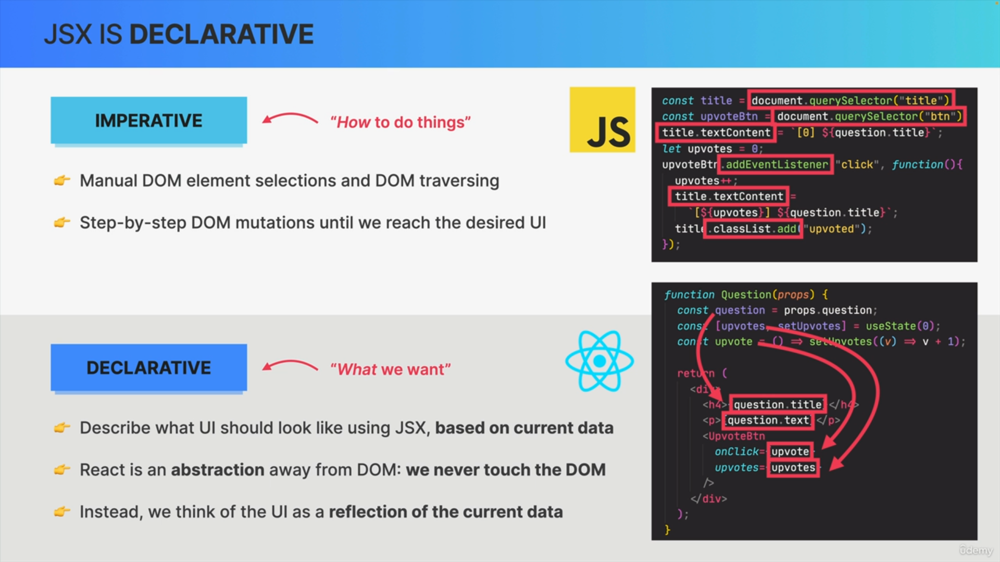 JSX IS DECLARATIVE
IMPERATIVE
“How to do things”
👉 Manual DOM element selections and DOM traversing
👉 Step-by-step DOM mutations until we reach the desired UI
JS
const title = document.querySelector("title")
const upvoteBtn = document.querySelector("btn")
title.textContent = `[0] ${question.title}`;
let upvotes = 0;
upvoteBtn.addEventListener "click", function(){
upvotes++;
title.textContent =
`[${upvotes}] ${question.title}`;
title.classList.add("upvoted");
});
DECLARATIVE
“What we want”
👉 Describe what UI should look like using JSX, based on current data
👉 React is an abstraction away from DOM: we never touch the DOM
👉 Instead, we think of the UI as a reflection of the current data
function Question(props) {
const question = props.question;
const [upvotes, setUpvotes] = useState(0);
const upvote = () => setUpvotes((v) => v + 1);
return (
<div>
<h4>{question.title}</h4>
<p>{question.text}</p>
<UpvoteBtn
onClick={upvote}
upvotes={upvotes}
/>
</div>
);
}
ûdemy